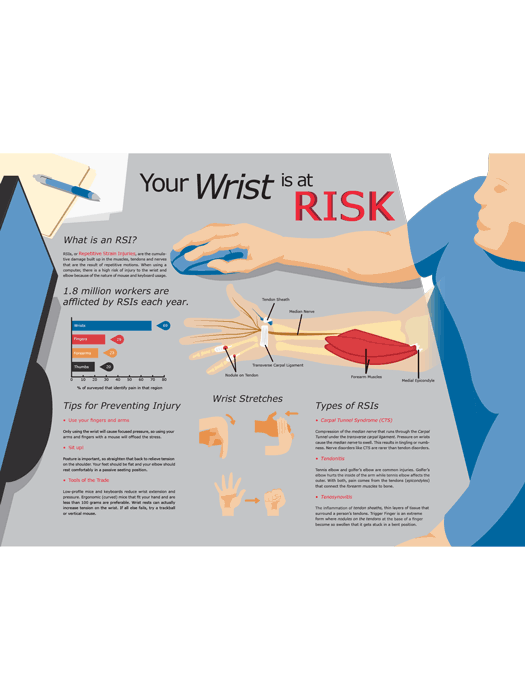 Your Wrist is at
RISK
What is an RSI?
RSIs, or Repetitive Strain Injuries, are the cumula-
tive damage built up in the muscles, tendons and nerves
that are the result of repetitive motions. When using a
computer, there is a high risk of injury to the wrist and
elbow because of the nature of mouse and keyboard usage.
1.8 million workers are
afflicted by RSIs each year.
Wrists
Fingers
Forearms
Thumbs
0 10 20 30 40 50 60 70 80
% of surveyed that identify pain in that region
Tendon Sheath
Median Nerve
Transverse Carpal Ligament
Nodule on Tendon
Forearm Muscles
Medial Epicondyle
Tips for Preventing Injury
• Use your fingers and arms
Only using the wrist will cause focused pressure, so using your
arms and fingers with a mouse will offload the stress.
• Sit up!
Posture is important, so straighten that back to relieve tension
on the shoulder. Your feet should be flat and your elbow should
rest comfortably in a passive seating position.
• Tools of the Trade
Low-profile mice and keyboards reduce wrist extension and
pressure. Ergonomic (curved) mice that fit your hand and are
less than 100 grams are preferable. Wrist rests can actually
increase tension on the wrist. If all else fails, try a trackball
or vertical mouse.
Wrist Stretches
Types of RSIs
• Carpal Tunnel Syndrome (CTS)
Compression of the median nerve that runs through the Carpal
Tunnel under the transverse carpal ligament. Pressure on wrists
cause the median nerve to swell. This results in tingling or numb-
ness. Nerve disorders like CTS are rarer than tendon disorders.
• Tendonitis
Tennis elbow and golfer's elbow are common injuries. Golfer's
elbow hurts the inside of the arm while tennis elbow affects the
outer. With both, pain comes from the tendons (epicondyles)
that connect the forearm muscles to bone.
• Tenosynovitis
The inflammation of tendon sheaths, thin layers of tissue that
surround a person's tendons. Trigger Finger is an extreme
form where nodules on the tendons at the base of a finger
become so swollen that it gets stuck in a bent position.